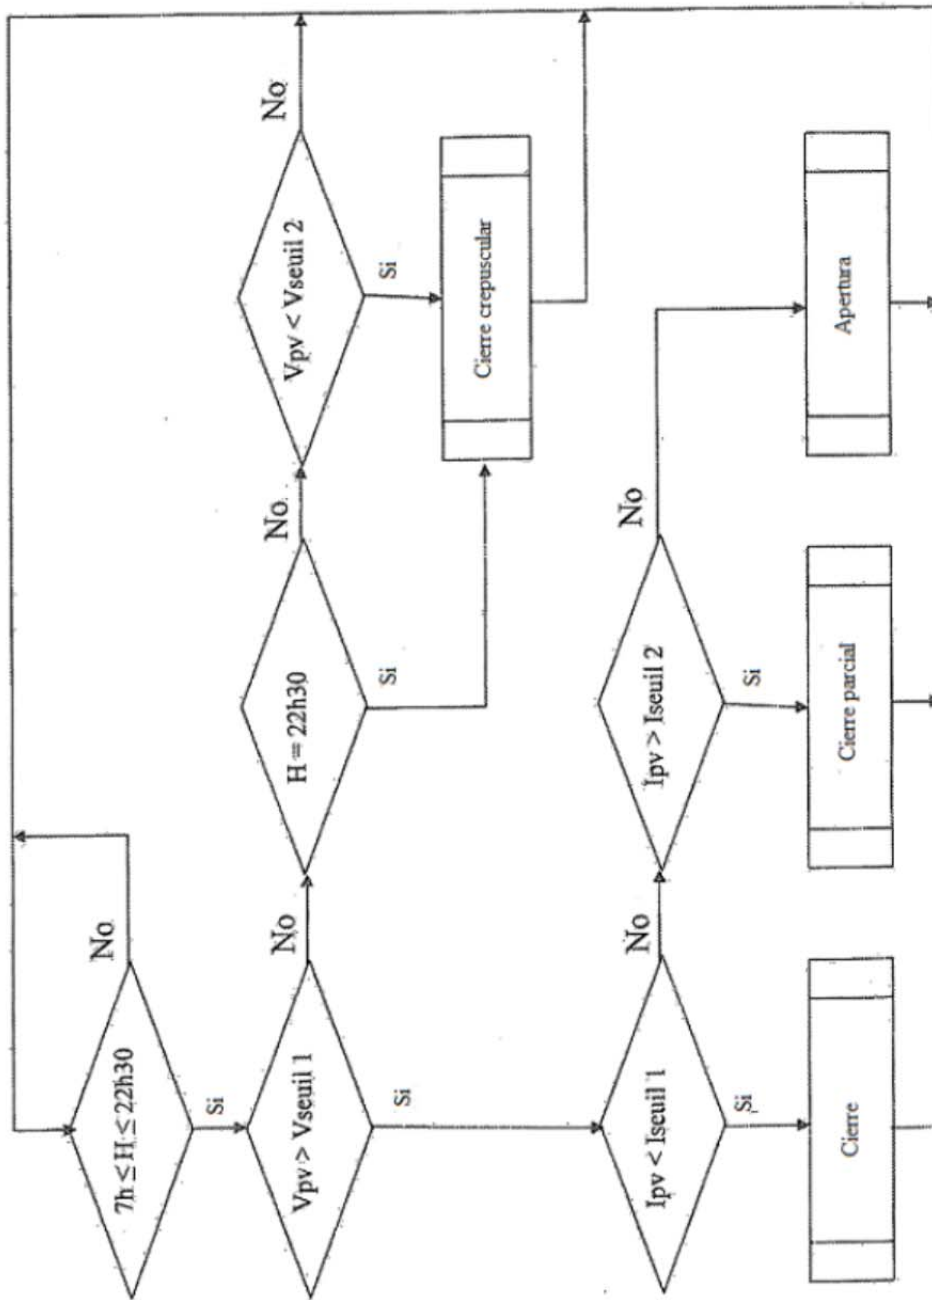 7h ≤ H ≤ 22h30
No
Si
Vpv > Vseuil 1
No
Si
H = 22h30
No
Si
Vpv < Vseuil 2
No
Si
Cierre crepuscular
Ipv < Iseuil 1
No
Si
Ipv > Iseuil 2
No
Si
Cierre
Cierre parcial
Apertura